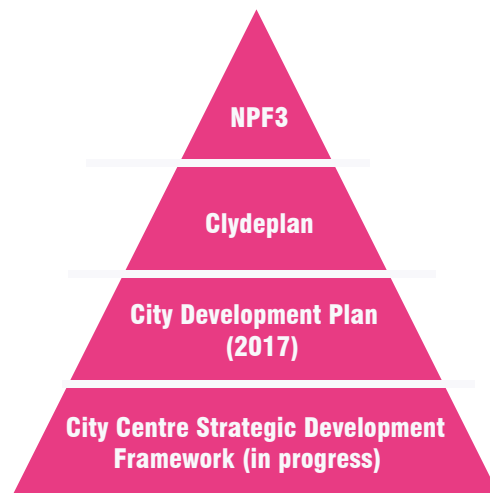 NPF3
Clydeplan
City Development Plan
(2017)
City Centre Strategic Development
Framework (in progress)